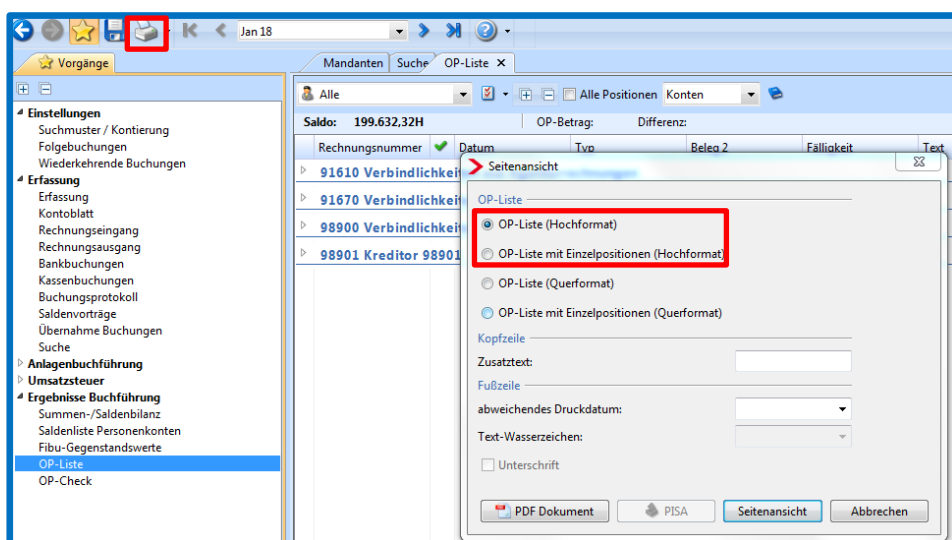 Jan 18
Vorgänge
Mandanten Suche OP-Liste
Alle Alle Positionen Konten
Saldo: 199.632,32H OP-Betrag: Differenz:
Rechnungsnummer Datum Typ Beleg 2 Fälligkeit Text
91610 Verbindlichkei
91670 Verbindlichkei
98900 Verbindlichkei
98901 Kreditor 98901
Einstellungen
Suchmuster / Kontierung
Folgebuchungen
Wiederkehrende Buchungen
Erfassung
Erfassung
Kontoblatt
Rechnungseingang
Rechnungsausgang
Bankbuchungen
Kassenbuchungen
Buchungsprotokoll
Saldenvorträge
Übernahme Buchungen
Suche
Anlagenbuchführung
Umsatzsteuer
Ergebnisse Buchführung
Summen-/Saldenbilanz
Saldenliste Personenkonten
Fibu-Gegenstandswerte
OP-Liste
OP-Check
Seitenansicht
OP-Liste
OP-Liste (Hochformat)
OP-Liste mit Einzelpositionen (Hochformat)
OP-Liste (Querformat)
OP-Liste mit Einzelpositionen (Querformat)
Kopfzeile
Zusatztext:
Fußzeile
abweichendes Druckdatum:
Text-Wasserzeichen:
Unterschrift
PDF Dokument PISA Seitenansicht Abbrechen